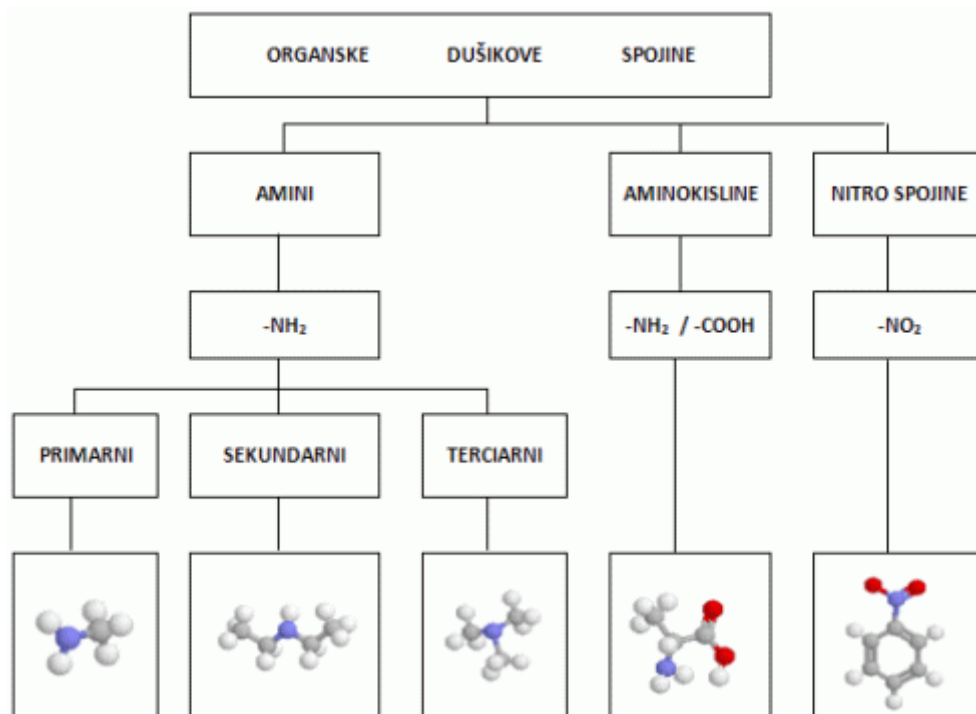 ORGANSKE DUŠIKOVE SPOJINE
AMINI
AMINOKISLINE
NITRO SPOJINE
-NH₂
-NH₂ / -COOH
-NO₂
PRIMARNI
SEKUNDARNI
TERCIARNI